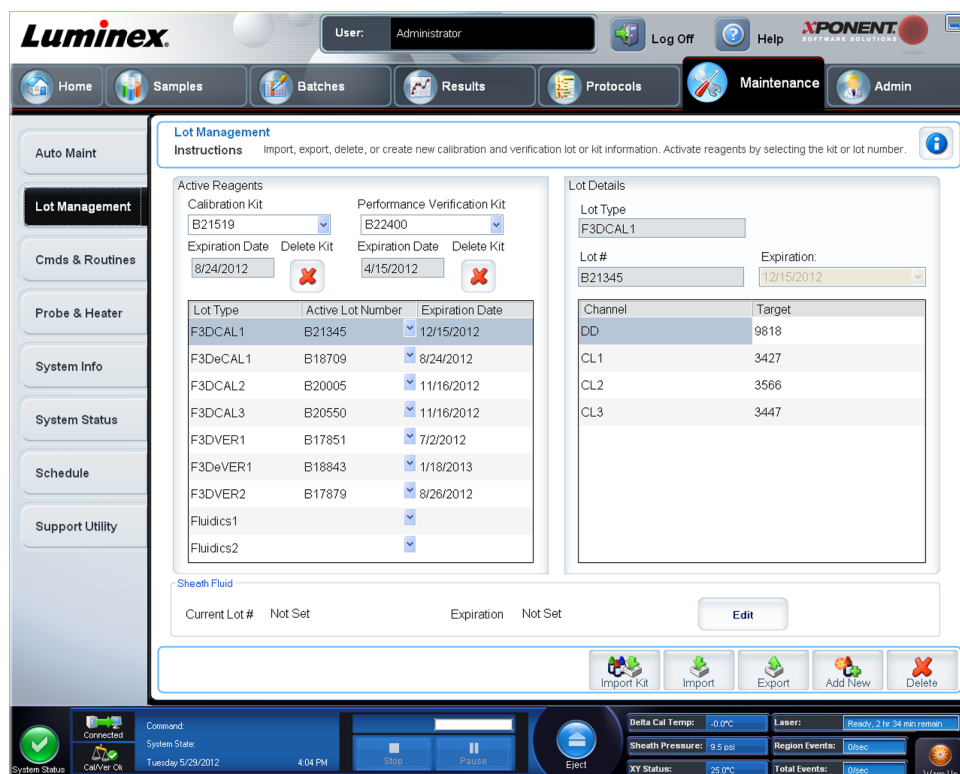 Luminex.
User: Administrator
Log Off
Help
XPONENT.
SOFTWARE SOLUTIONS
Home
Samples
Batches
Results
Protocols
Maintenance
Admin
Auto Maint
Lot Management
Cmds & Routines
Probe & Heater
System Info
System Status
Schedule
Support Utility
Lot Management
Instructions Import, export, delete, or create new calibration and verification lot or kit information. Activate reagents by selecting the kit or lot number.
Active Reagents
Calibration Kit Performance Verification Kit
B21519 B22400
Expiration Date Delete Kit Expiration Date Delete Kit
8/24/2012 4/15/2012
Lot Type Active Lot Number Expiration Date
F3DCAL1 B21345 12/15/2012
F3DeCAL1 B18709 8/24/2012
F3DCAL2 B20005 11/16/2012
F3DCAL3 B20550 11/16/2012
F3DVER1 B17851 7/2/2012
F3DeVER1 B18843 1/18/2013
F3DVER2 B17879 8/26/2012
Fluidics1
Fluidics2
Lot Details
Lot Type
F3DCAL1
Lot # Expiration:
B21345 12/15/2012
Channel Target
DD 9818
CL1 3427
CL2 3566
CL3 3447
Sheath Fluid
Current Lot # Not Set Expiration Not Set Edit
Import Kit
Import
Export
Add New
Delete
System Status
Connected
Cal/Ver Ok
Command:
System State:
Tuesday 5/29/2012 4:04 PM
Stop
Pause
Eject
Delta Cal Temp: -0.0°C
Sheath Pressure: 9.5 psi
XY Status: 25.0°C
Laser: Ready, 2 hr 34 min remain
Region Events: 0/sec
Total Events: 0/sec